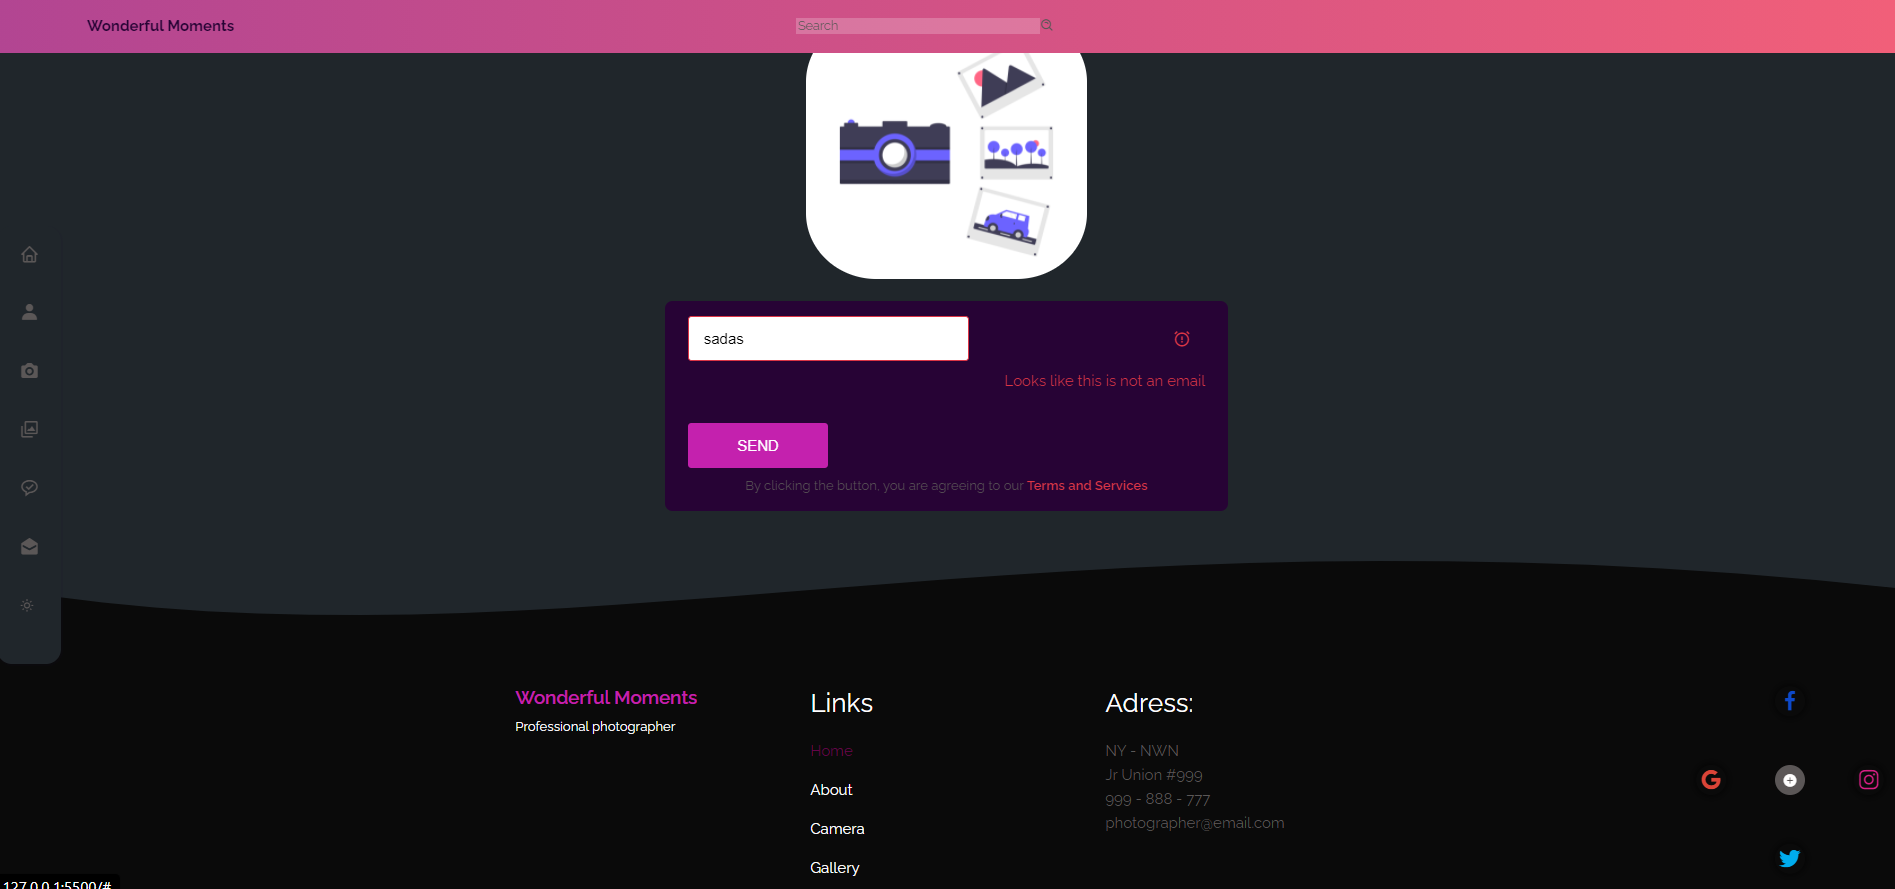 Wonderful Moments
Search
sadas
Looks like this is not an email
SEND
By clicking the button, you are agreeing to our Terms and Services
Wonderful Moments
Professional photographer
Links
Home
About
Camera
Gallery
Adress:
NY - NWN
Jr Union #999
999 - 888 - 777
photographer@email.com
127.0.0.1:5500/#